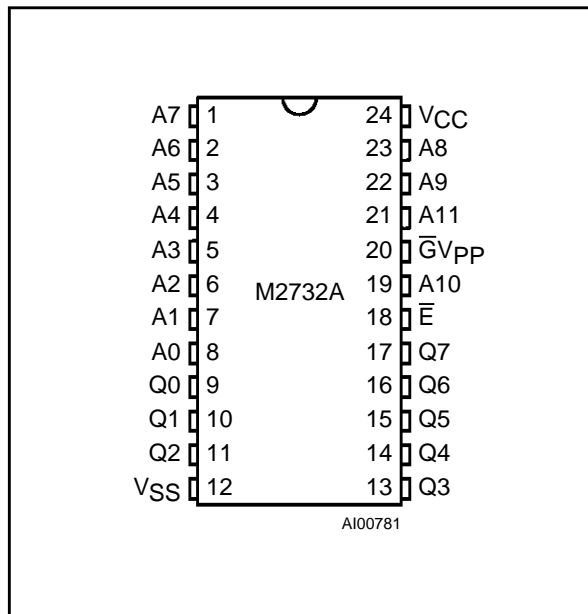 A7 1 24 VCC
A6 2 23 A8
A5 3 22 A9
A4 4 21 A11
A3 5 20 G̅VPP
A2 6 19 A10
M2732A
A1 7 18 E̅
A0 8 17 Q7
Q0 9 16 Q6
Q1 10 15 Q5
Q2 11 14 Q4
VSS 12 13 Q3
AI00781